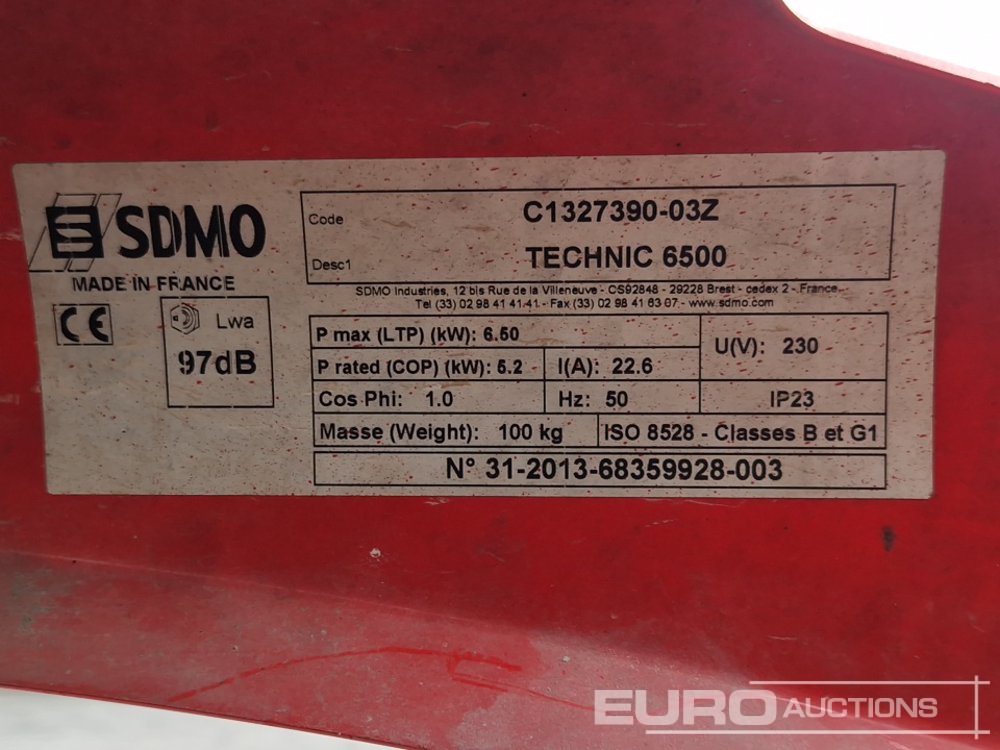 SDMO
MADE IN FRANCE
CE
Lwa
97dB
Code C1327390-03Z
Desc1 TECHNIC 6500
SDMO Industries, 12 bis Rue de la Villeneuve - CS92848 - 29228 Brest - cedex 2 - France
Tel (33) 02 98 41 41 41 - Fax (33) 02 98 41 63 07 - www.sdmo.com
P max (LTP) (kW): 6.50
U(V): 230
P rated (COP) (kW): 5.2 I(A): 22.6
Cos Phi: 1.0 Hz: 50 IP23
Masse (Weight): 100 kg ISO 8528 - Classes B et G1
N° 31-2013-68359928-003
EURO AUCTIONS